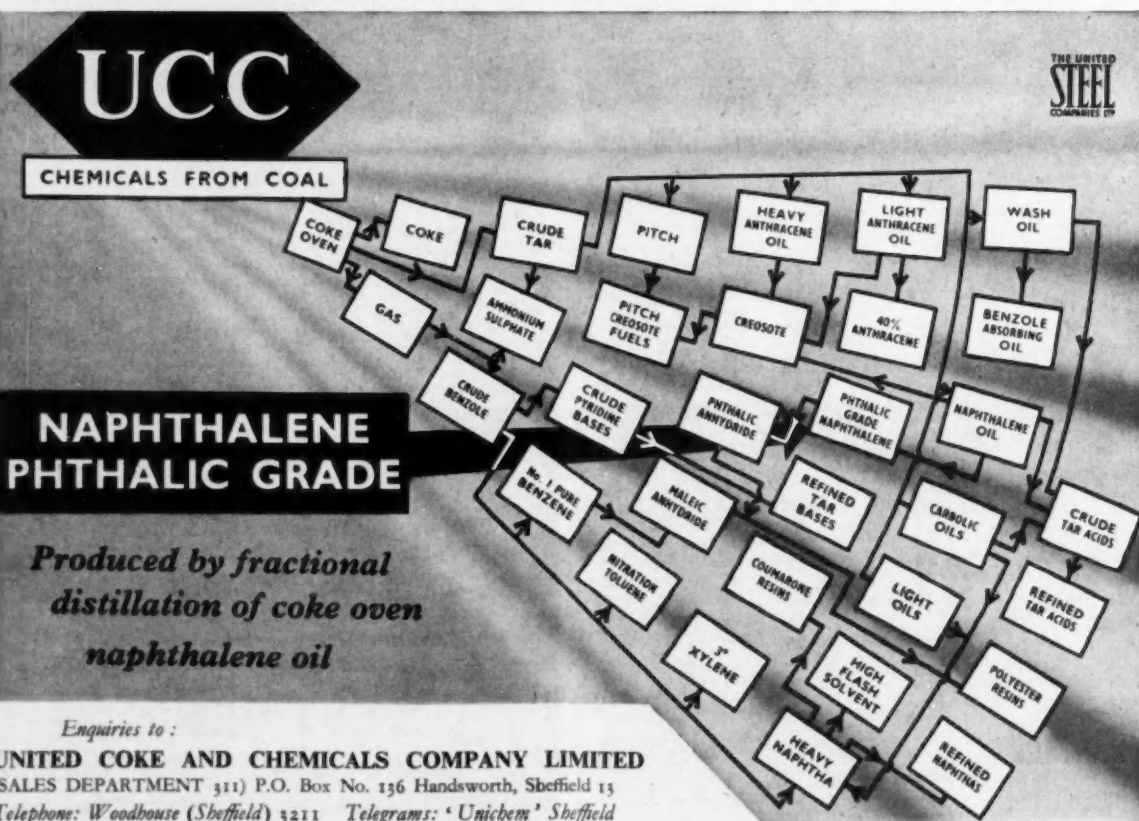 UCC
CHEMICALS FROM COAL
THE UNITED
STEEL
COMPANIES LTD
COKE
OVEN
COKE
CRUDE
TAR
PITCH
HEAVY
ANTHRACENE
OIL
LIGHT
ANTHRACENE
OIL
WASH
OIL
GAS
AMMONIUM
SULPHATE
PITCH
CREOSOTE
FUELS
CREOSOTE
40%
ANTHRACENE
BENZOLE
ABSORBING
OIL
CRUDE
BENZOLE
CRUDE
PYRIDINE
BASES
PHTHALIC
ANHYDRIDE
PHTHALIC
GRADE
NAPHTHALENE
NAPHTHALENE
OIL
NAPHTHALENE
PHTHALIC GRADE
No. 1 PURE
BENZENE
MALEIC
ANHYDRIDE
REFINED
TAR
BASES
CARBOLIC
OILS
CRUDE
TAR ACIDS
NITRATION
TOLUENE
COUMARONE
RESINS
LIGHT
OILS
REFINED
TAR ACIDS
3°
XYLENE
HIGH
FLASH
SOLVENT
POLYESTER
RESINS
HEAVY
NAPHTHA
REFINED
NAPHTHAS
Produced by fractional
distillation of coke oven
naphthalene oil
Enquiries to :
UNITED COKE AND CHEMICALS COMPANY LIMITED
SALES DEPARTMENT 311) P.O. Box No. 136 Handsworth, Sheffield 13
Telephone: Woodhouse (Sheffield) 3211 Telegrams: ' Unichem' Sheffield